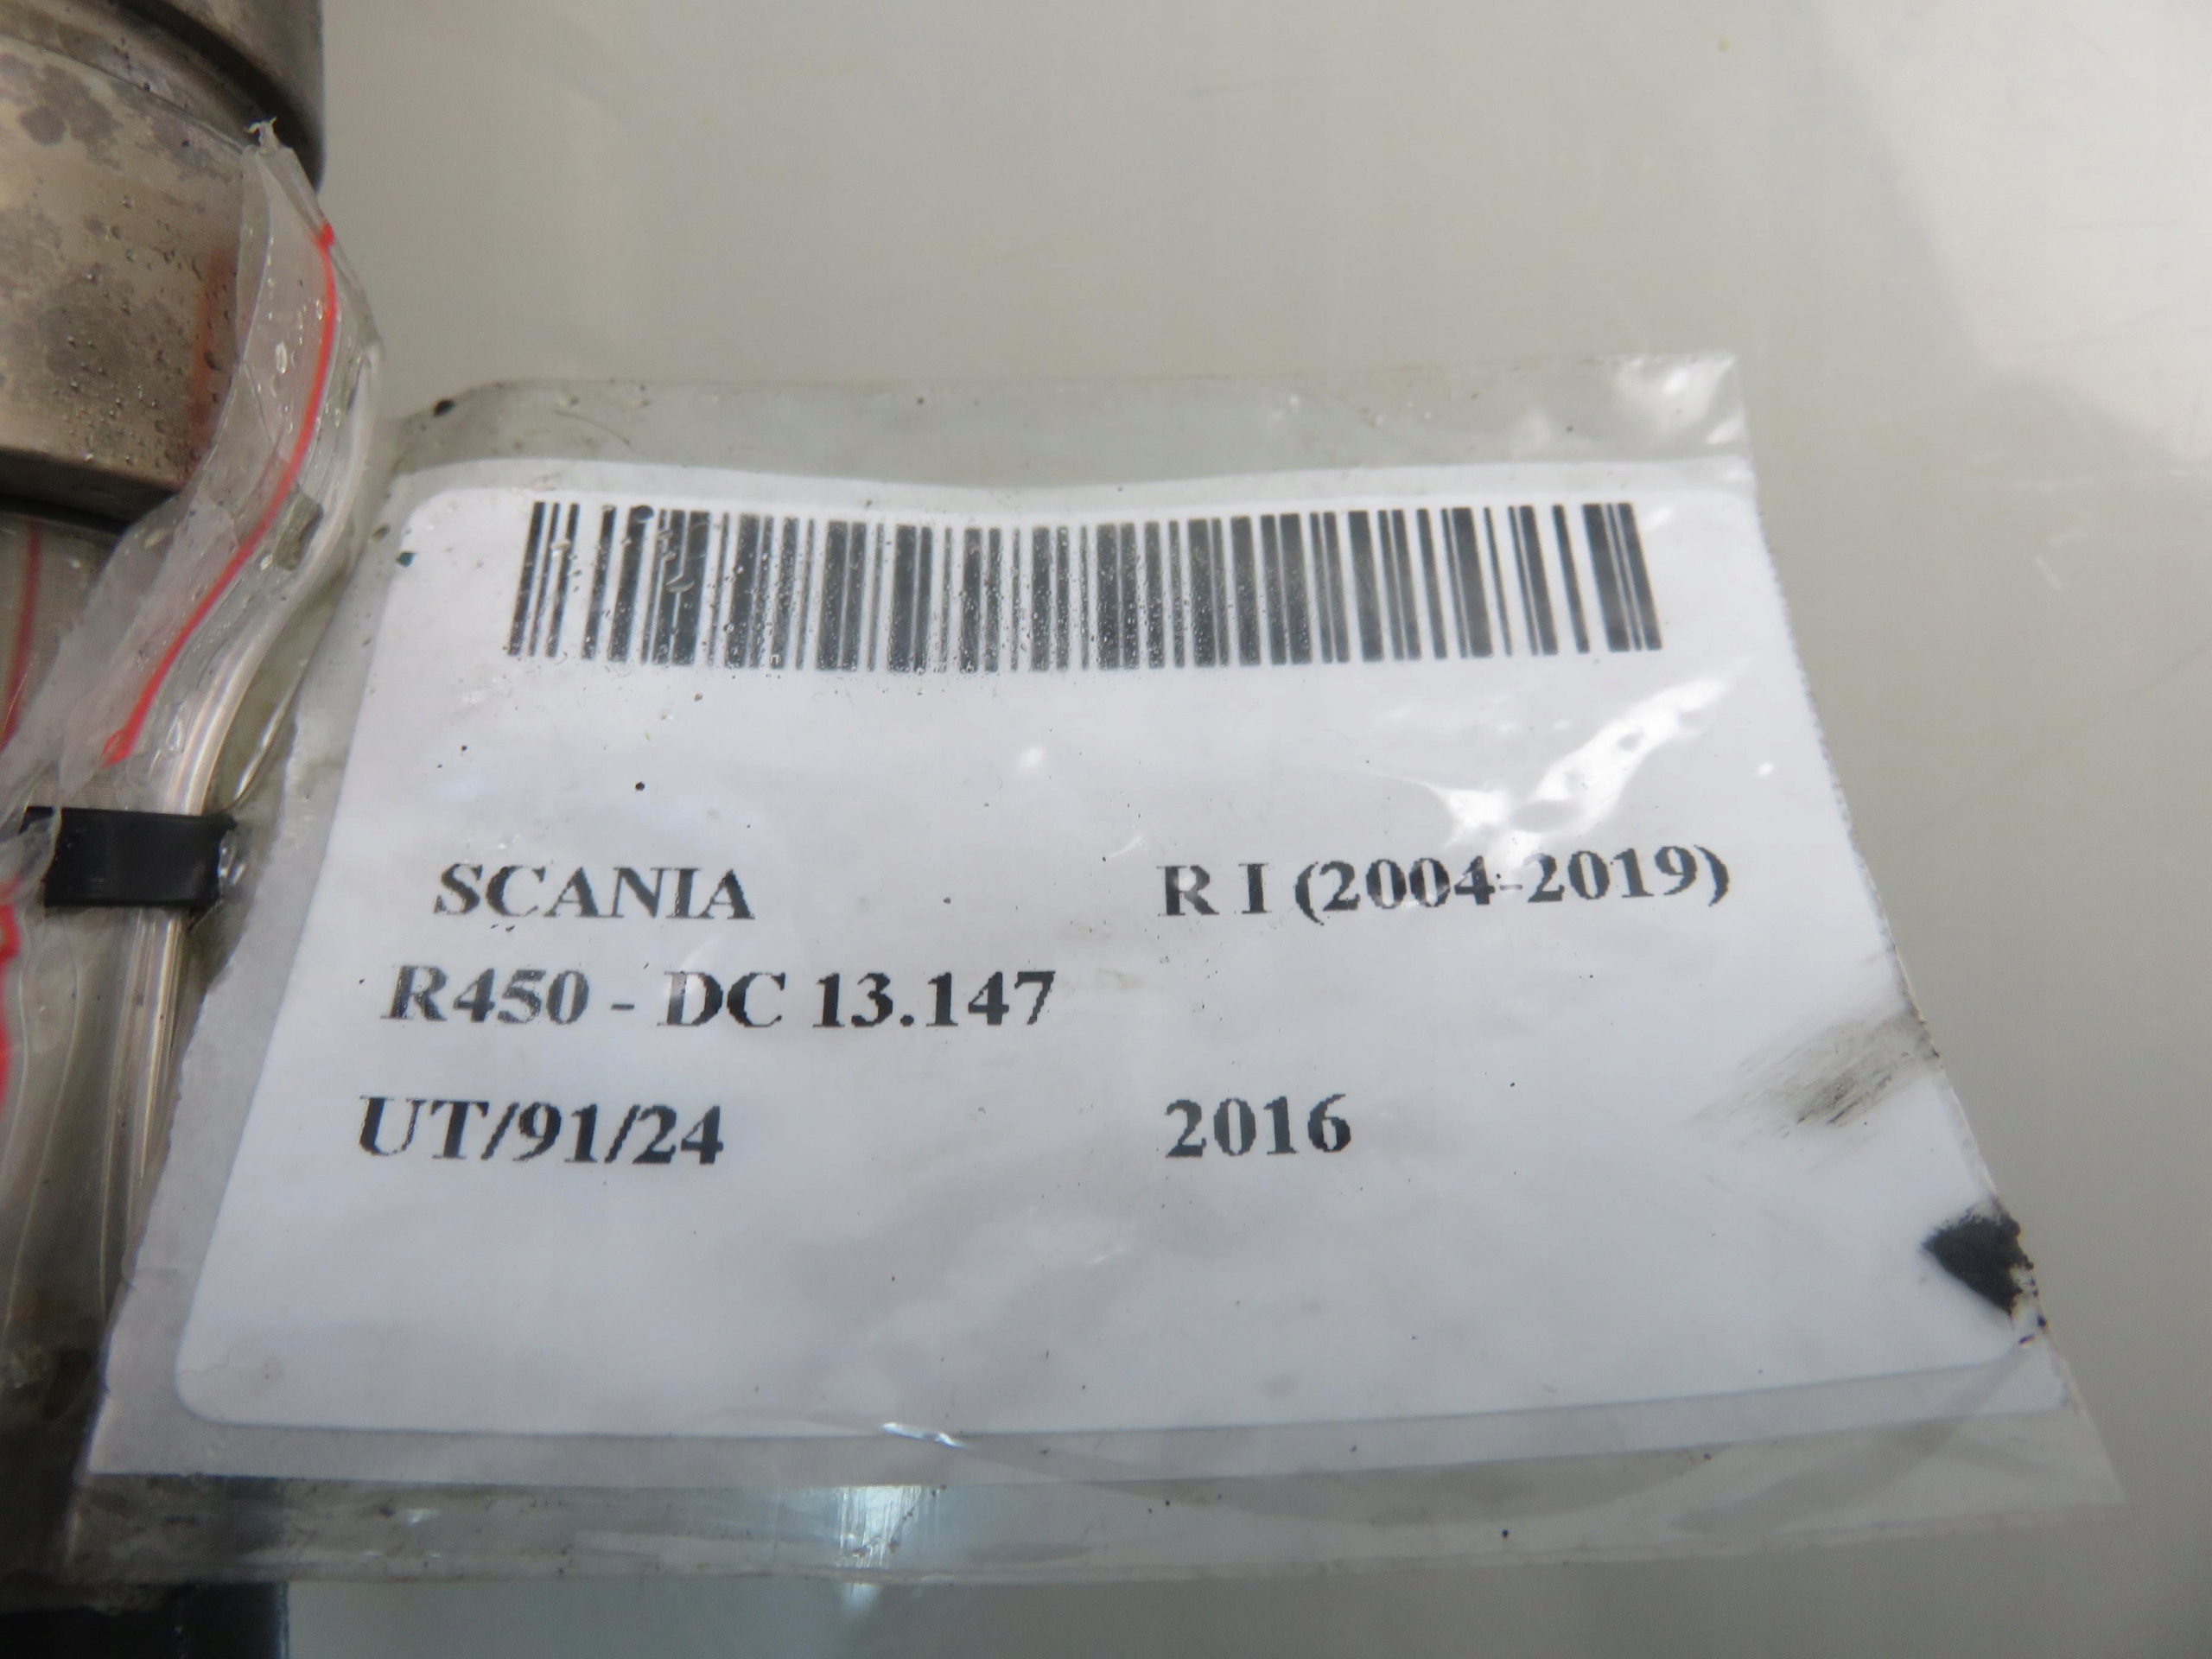 SCANIA R I (2004-2019)
R450 - DC 13.147
UT/91/24 2016